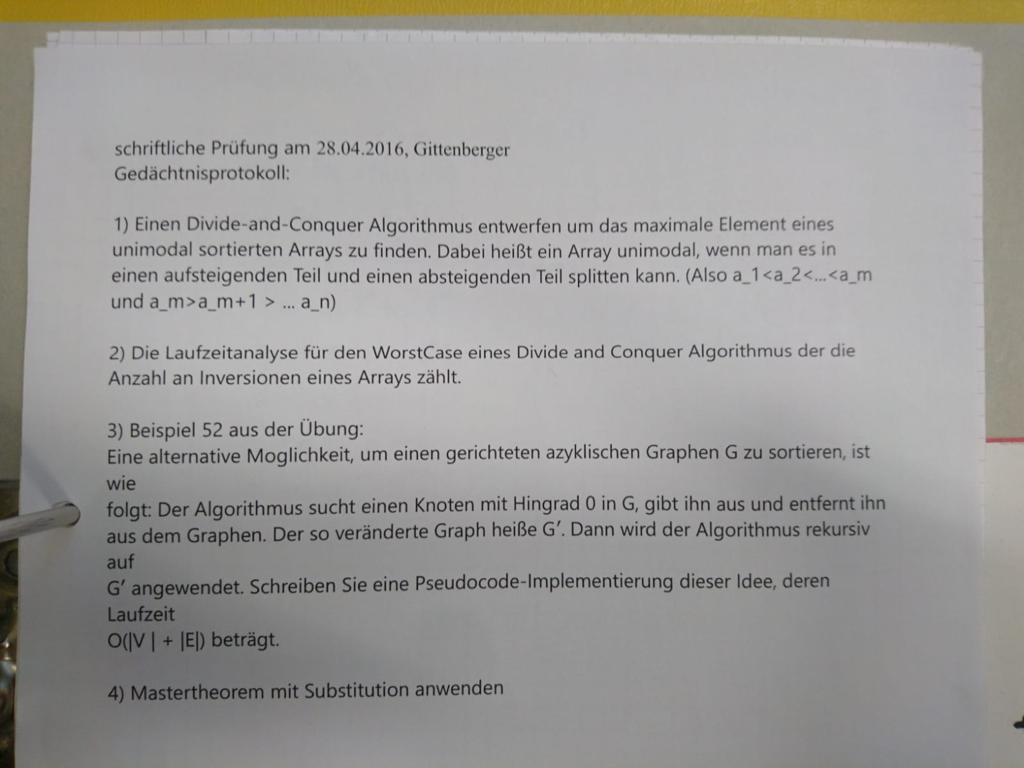 schriftliche Prüfung am 28.04.2016, Gittenberger
Gedächtnisprotokoll:
1) Einen Divide-and-Conquer Algorithmus entwerfen um das maximale Element eines
unimodal sortierten Arrays zu finden. Dabei heißt ein Array unimodal, wenn man es in
einen aufsteigenden Teil und einen absteigenden Teil splitten kann. (Also a_1<a_2<...<a_m
und a_m>a_m+1 > ... a_n)
2) Die Laufzeitanalyse für den WorstCase eines Divide and Conquer Algorithmus der die
Anzahl an Inversionen eines Arrays zählt.
3) Beispiel 52 aus der Übung:
Eine alternative Moglichkeit, um einen gerichteten azyklischen Graphen G zu sortieren, ist
wie
folgt: Der Algorithmus sucht einen Knoten mit Hingrad 0 in G, gibt ihn aus und entfernt ihn
aus dem Graphen. Der so veränderte Graph heiße G′. Dann wird der Algorithmus rekursiv
auf
G′ angewendet. Schreiben Sie eine Pseudocode-Implementierung dieser Idee, deren
Laufzeit
O(|V | + |E|) beträgt.
4) Mastertheorem mit Substitution anwenden